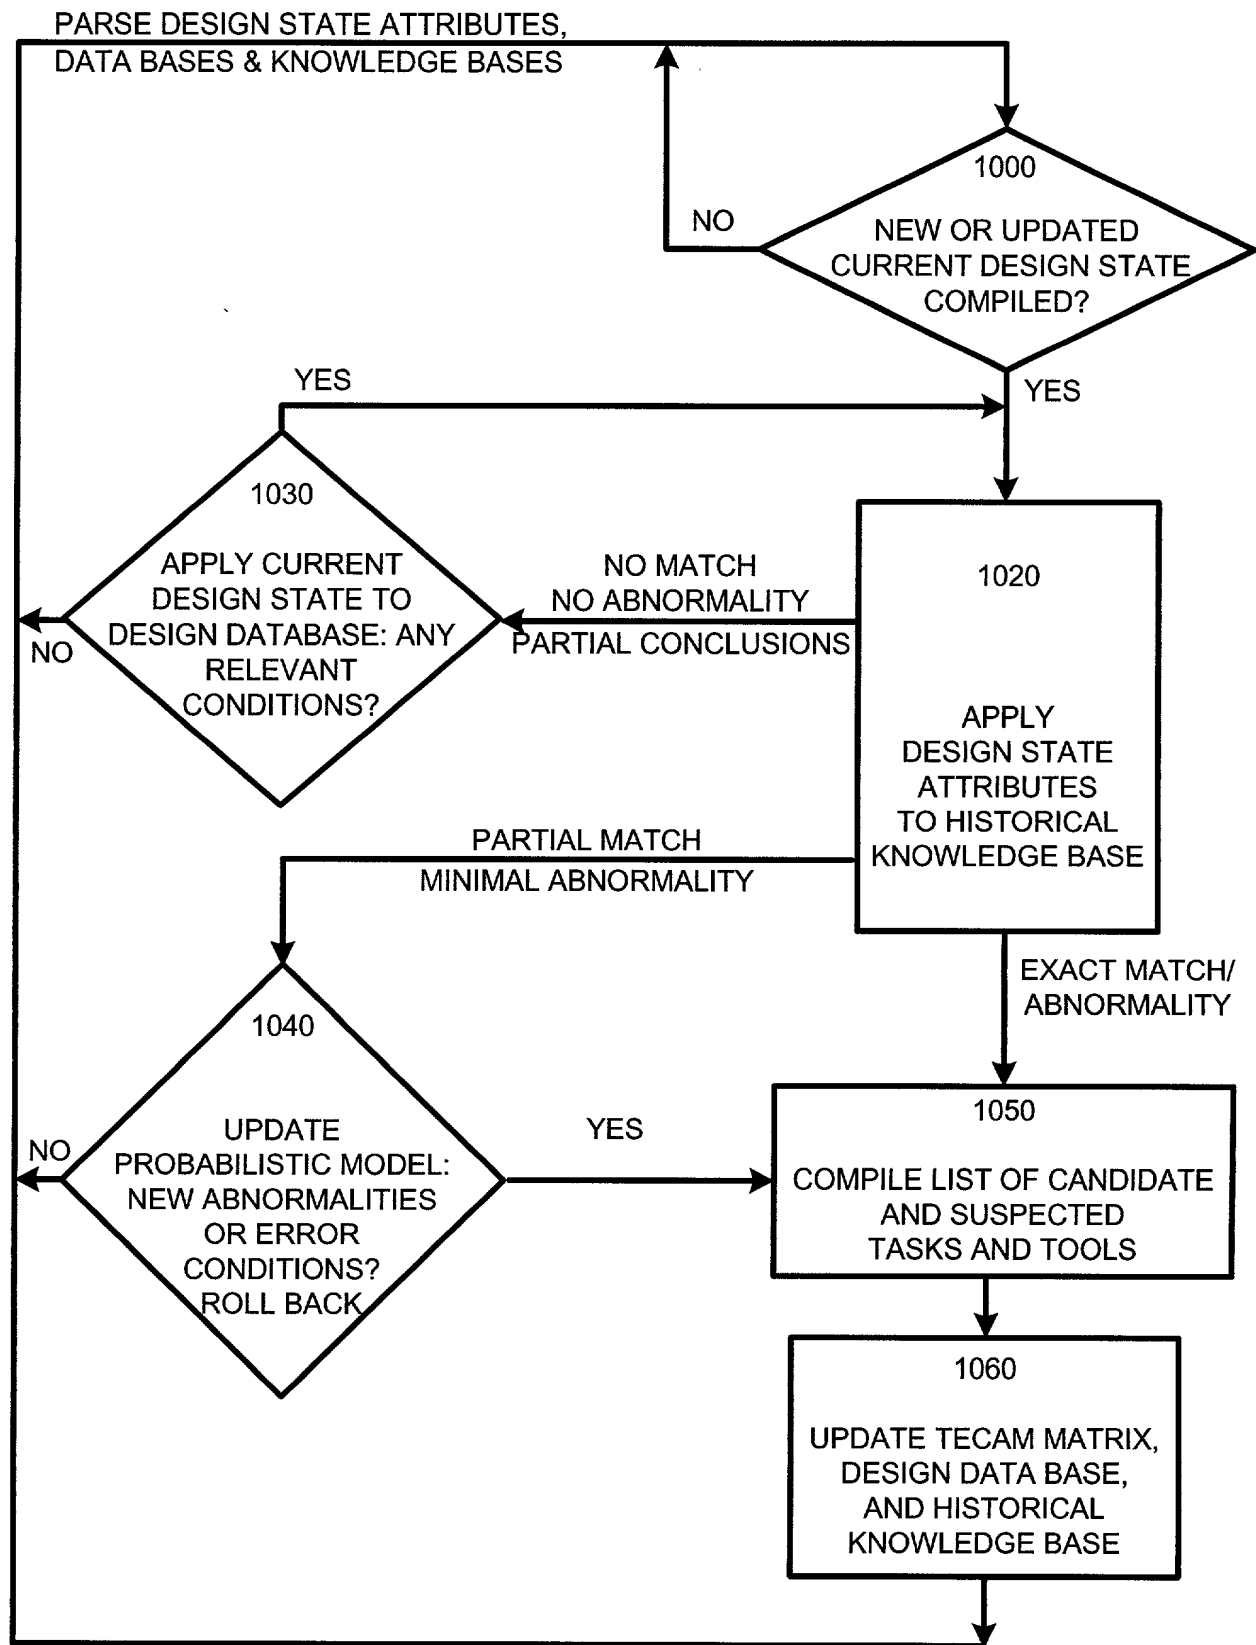 PARSE DESIGN STATE ATTRIBUTES,
DATA BASES & KNOWLEDGE BASES
1000
NEW OR UPDATED
CURRENT DESIGN STATE
COMPILED?
NO
YES
YES
1030
APPLY CURRENT
DESIGN STATE TO
DESIGN DATABASE: ANY
RELEVANT
CONDITIONS?
NO
NO MATCH
NO ABNORMALITY
PARTIAL CONCLUSIONS
1020
APPLY
DESIGN STATE
ATTRIBUTES
TO HISTORICAL
KNOWLEDGE BASE
PARTIAL MATCH
MINIMAL ABNORMALITY
EXACT MATCH/
ABNORMALITY
1040
UPDATE
PROBABILISTIC MODEL:
NEW ABNORMALITIES
OR ERROR
CONDITIONS?
ROLL BACK
NO
YES
1050
COMPILE LIST OF CANDIDATE
AND SUSPECTED
TASKS AND TOOLS
1060
UPDATE TECAM MATRIX,
DESIGN DATA BASE,
AND HISTORICAL
KNOWLEDGE BASE